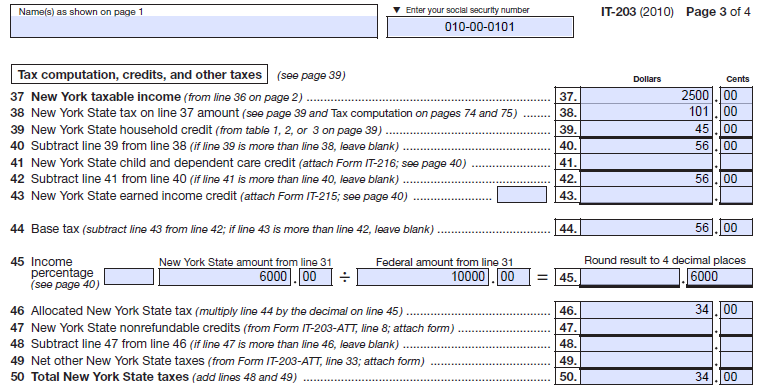 Name(s) as shown on page 1 ▼ Enter your social security number IT-203 (2010) Page 3 of 4
010-00-0101
Tax computation, credits, and other taxes (see page 39)
Dollars Cents
37 New York taxable income (from line 36 on page 2) 37. 2500 . 00
38 New York State tax on line 37 amount (see page 39 and Tax computation on pages 74 and 75) 38. 101 . 00
39 New York State household credit (from table 1, 2, or 3 on page 39) 39. 45 . 00
40 Subtract line 39 from line 38 (if line 39 is more than line 38, leave blank) 40. 56 . 00
41 New York State child and dependent care credit (attach Form IT-216; see page 40) 41. .
42 Subtract line 41 from line 40 (if line 41 is more than line 40, leave blank) 42. 56 . 00
43 New York State earned income credit (attach Form IT-215; see page 40) 43. .
44 Base tax (subtract line 43 from line 42; if line 43 is more than line 42, leave blank) 44. 56 . 00
45 Income New York State amount from line 31 Federal amount from line 31 Round result to 4 decimal places
percentage 6000 . 00 ÷ 10000 . 00 = 45. . 6000
(see page 40)
46 Allocated New York State tax (multiply line 44 by the decimal on line 45) 46. 34 . 00
47 New York State nonrefundable credits (from Form IT-203-ATT, line 8; attach form) 47. .
48 Subtract line 47 from line 46 (if line 47 is more than line 46, leave blank) 48. .
49 Net other New York State taxes (from Form IT-203-ATT, line 33; attach form) 49. .
50 Total New York State taxes (add lines 48 and 49) 50. 34 . 00